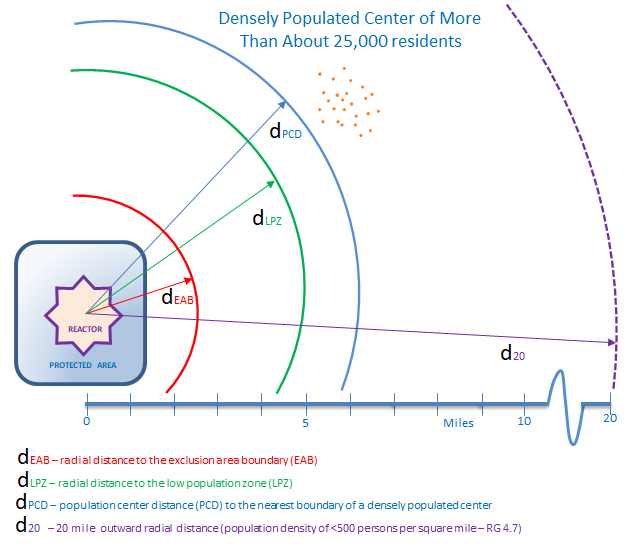 Densely Populated Center of More
Than About 25,000 residents
dPCD
dLPZ
dEAB
REACTOR
PROTECTED AREA
d20
0
5
Miles
10
20
dEAB – radial distance to the exclusion area boundary (EAB)
dLPZ – radial distance to the low population zone (LPZ)
dPCD – population center distance (PCD) to the nearest boundary of a densely populated center
d20 – 20 mile outward radial distance (population density of <500 persons per square mile – RG 4.7)